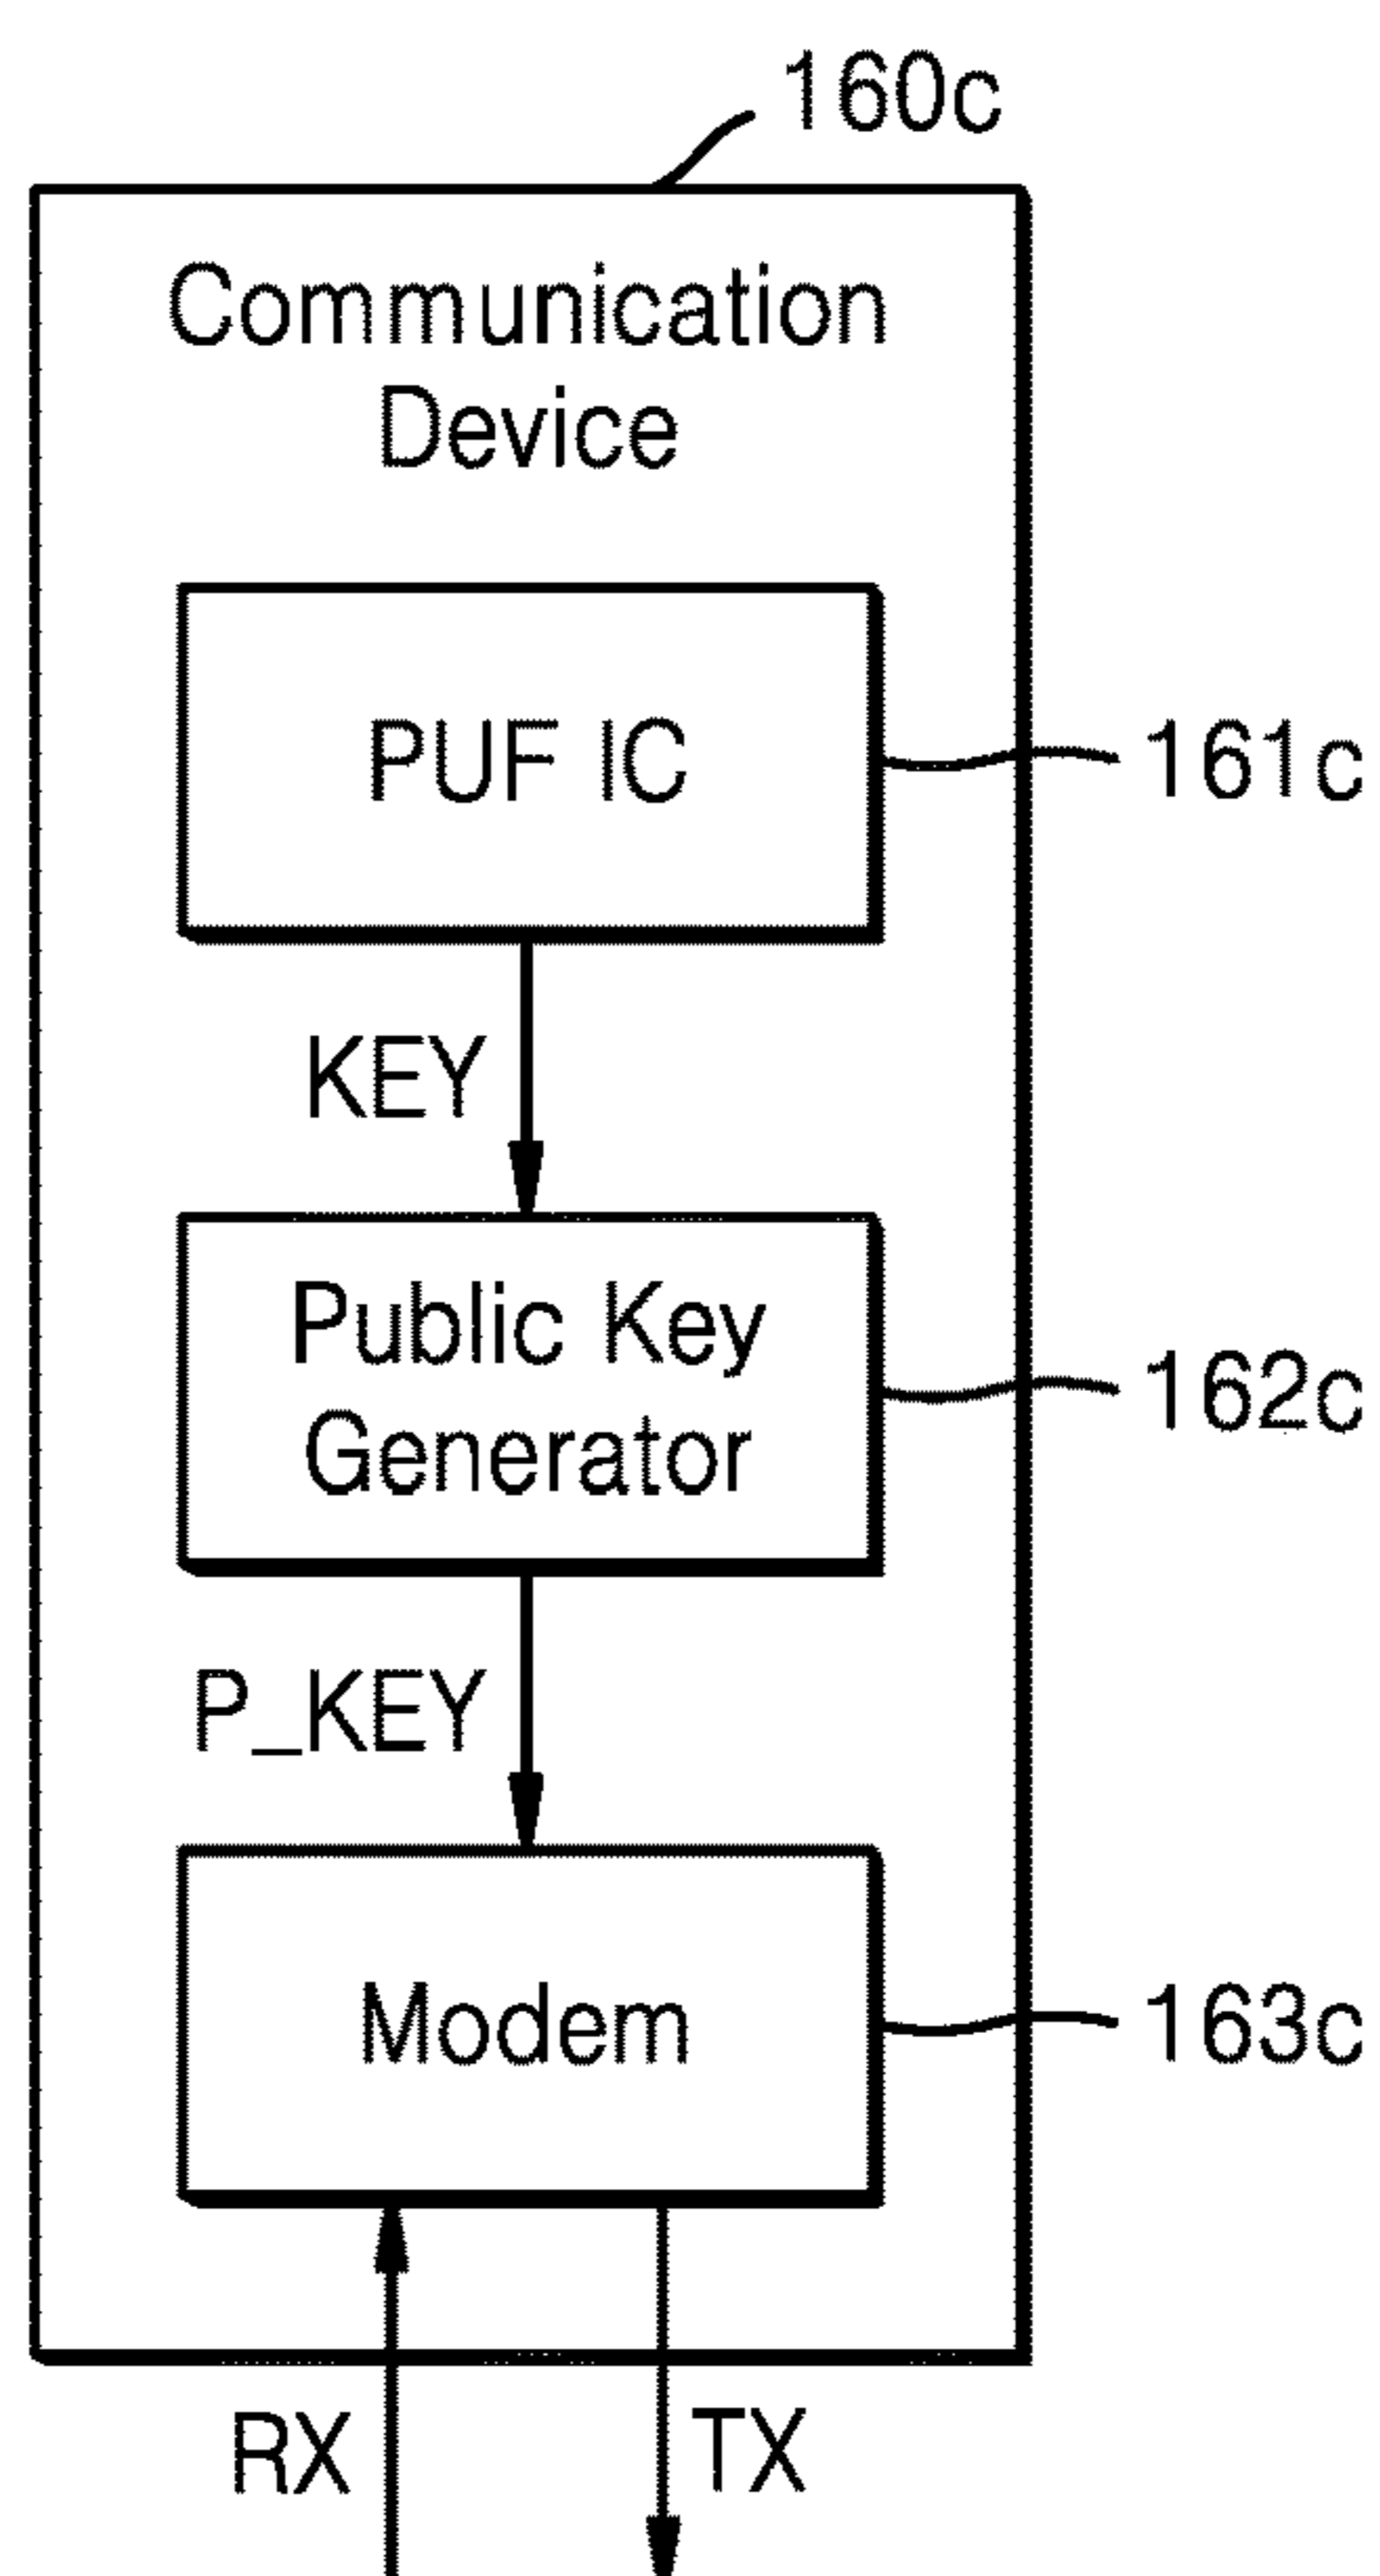 160c
Communication
Device
PUF IC
161c
KEY
Public Key
Generator
162c
P_KEY
Modem
163c
RX
TX